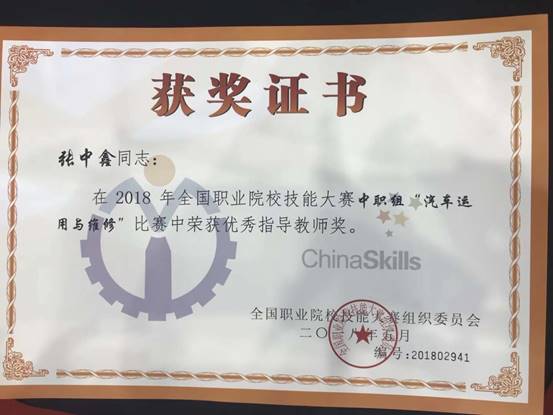 获奖证书
张中鑫同志：
在 2018 年全国职业院校技能大赛中职组“汽车运
用与维修”比赛中荣获优秀指导教师奖。
ChinaSkills
全国职业院校技能大赛组织委员会
二〇一八年五月
编号：201802941